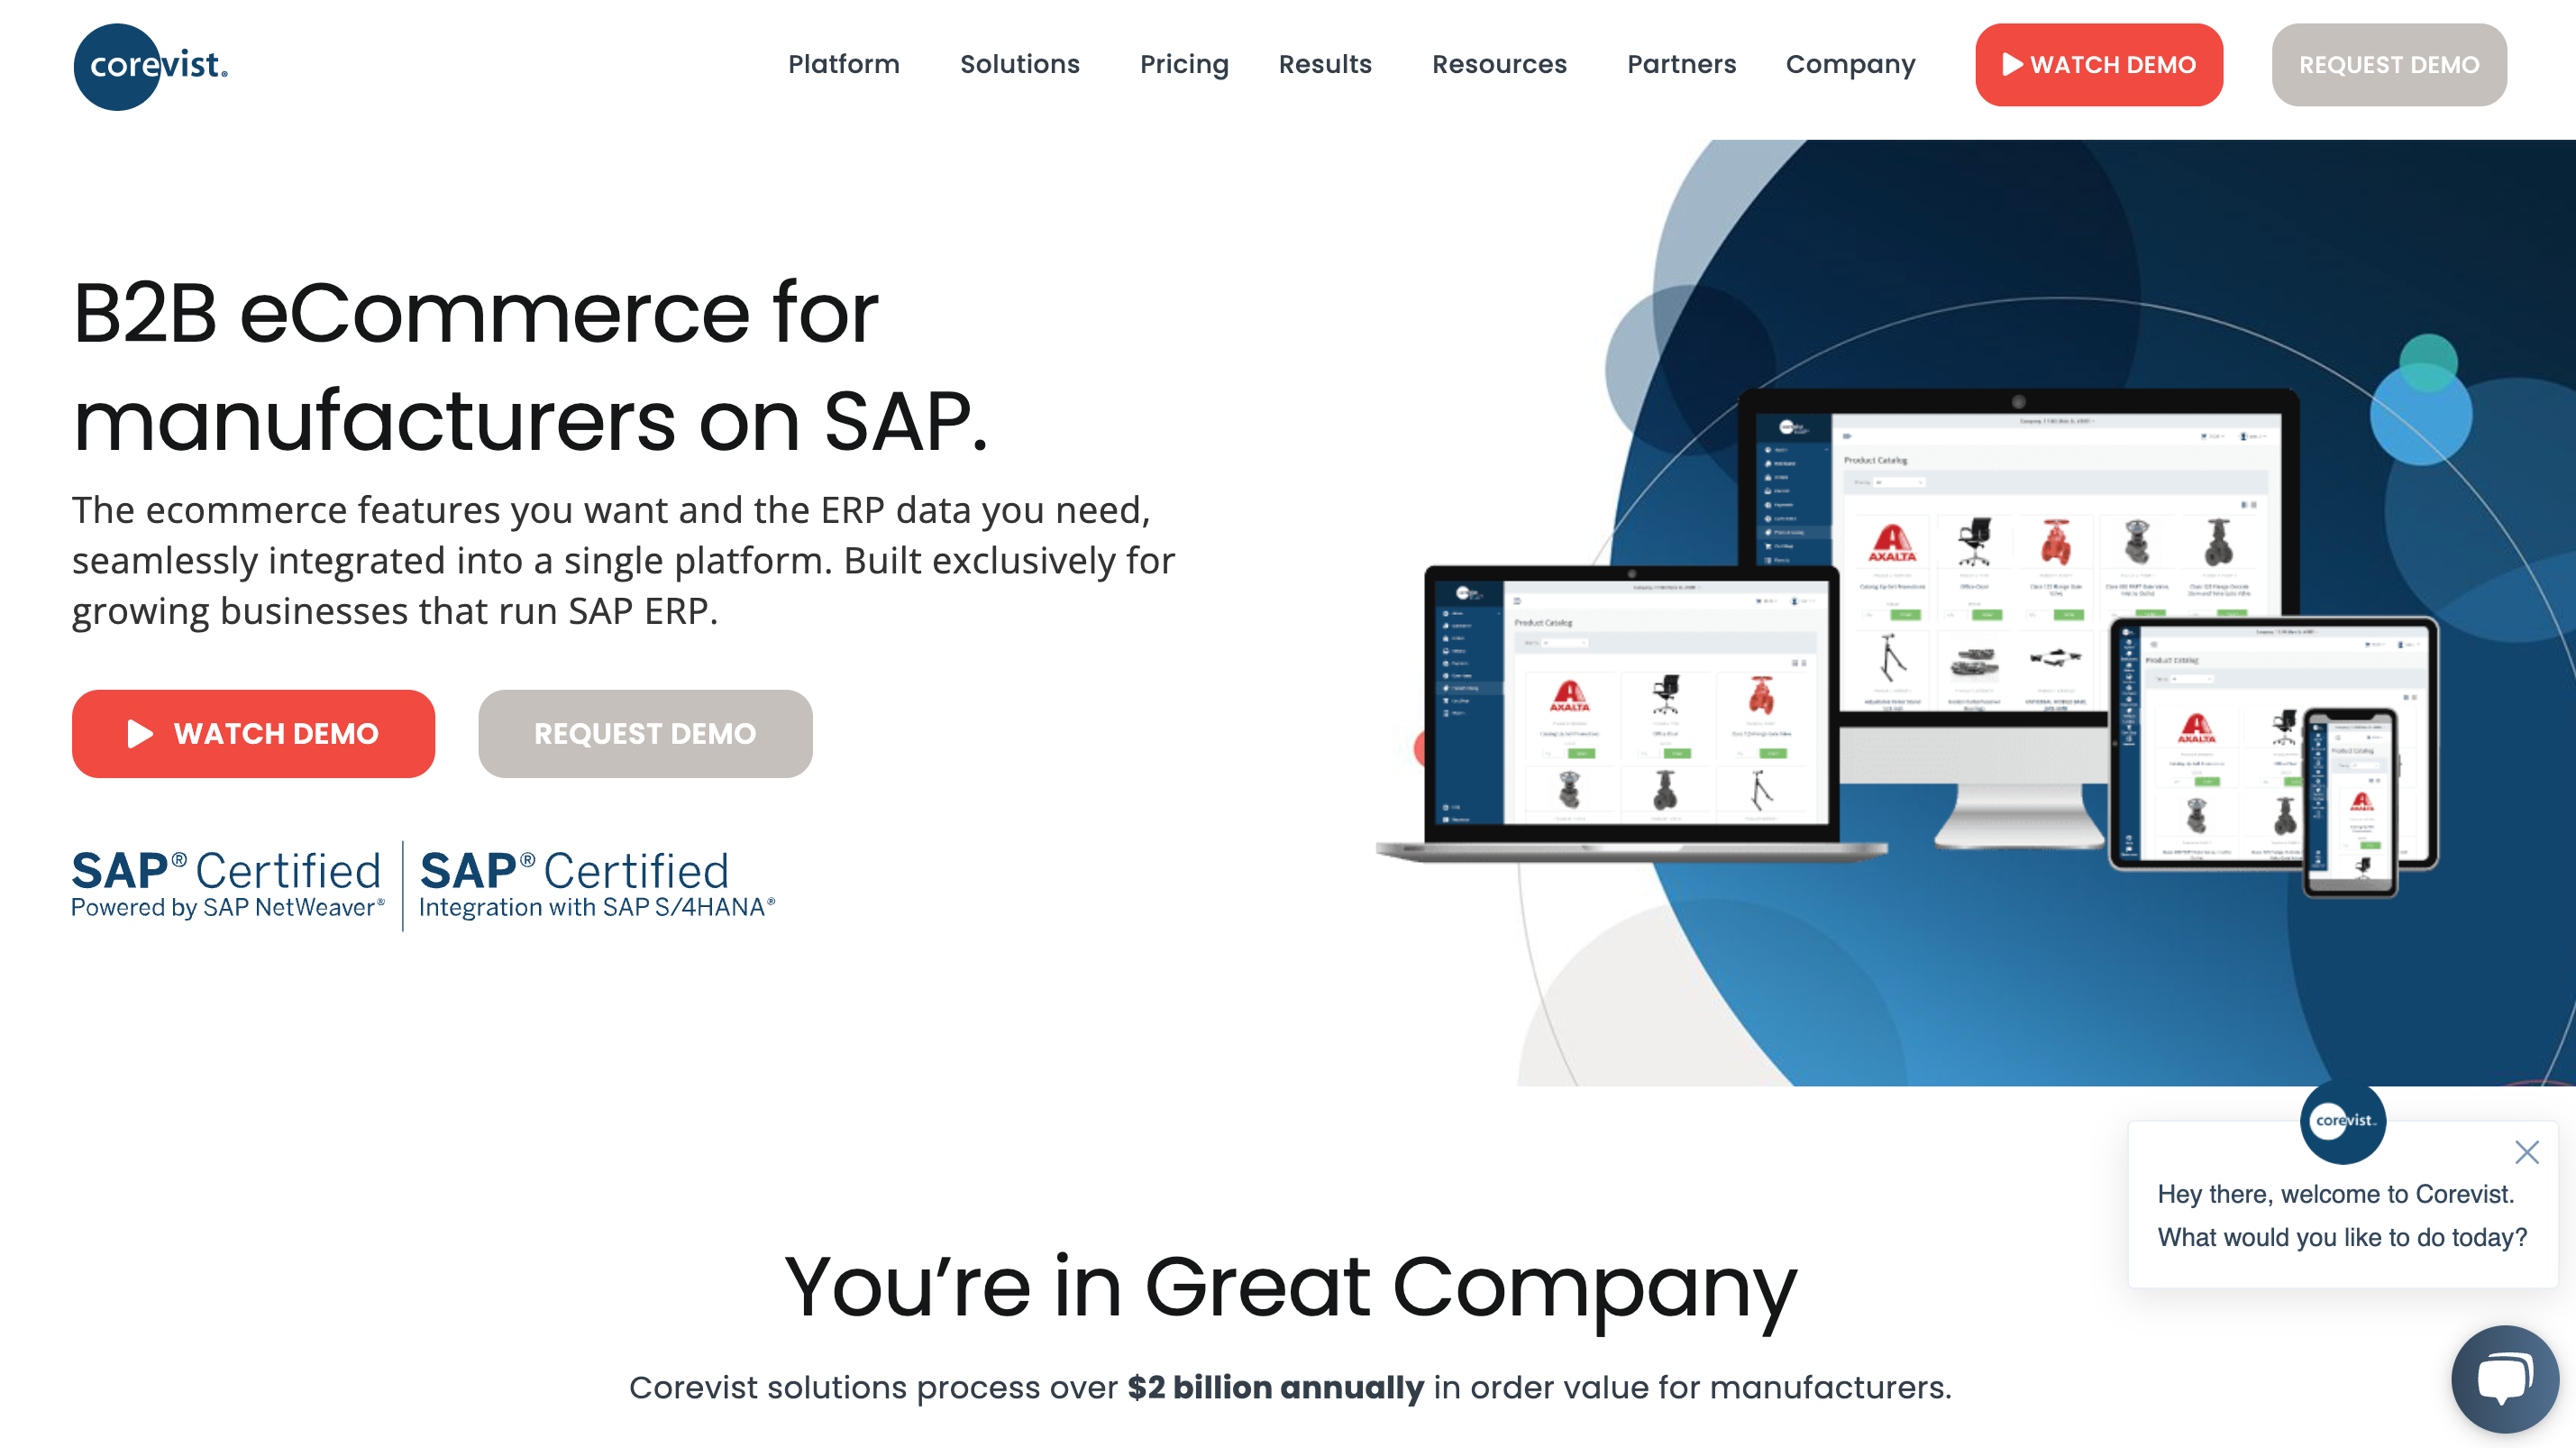 corevist®
Platform
Solutions
Pricing
Results
Resources
Partners
Company
WATCH DEMO
REQUEST DEMO
B2B eCommerce for
manufacturers on SAP.
The ecommerce features you want and the ERP data you need,
seamlessly integrated into a single platform. Built exclusively for
growing businesses that run SAP ERP.
WATCH DEMO
REQUEST DEMO
SAP® Certified
Powered by SAP NetWeaver®
SAP® Certified
Integration with SAP S/4HANA®
Product Catalog
AXALTA
Product Catalog
AXALTA
Product Catalog
AXALTA
Product Catalog
corevist
Hey there, welcome to Corevist.
What would you like to do today?
You’re in Great Company
Corevist solutions process over $2 billion annually in order value for manufacturers.